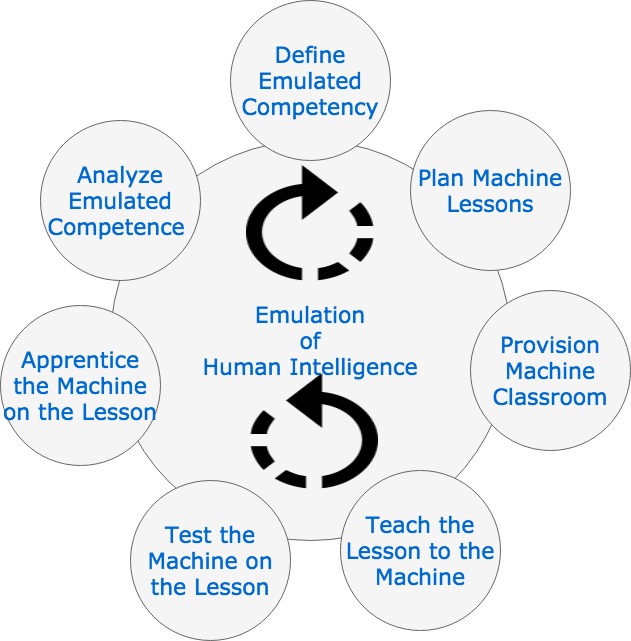 Define
Emulated
Competency
Plan Machine
Lessons
Provision
Machine
Classroom
Teach the
Lesson to the
Machine
Test the
Machine on
the Lesson
Apprentice
the Machine
on the Lesson
Analyze
Emulated
Competence
Emulation
of
Human Intelligence